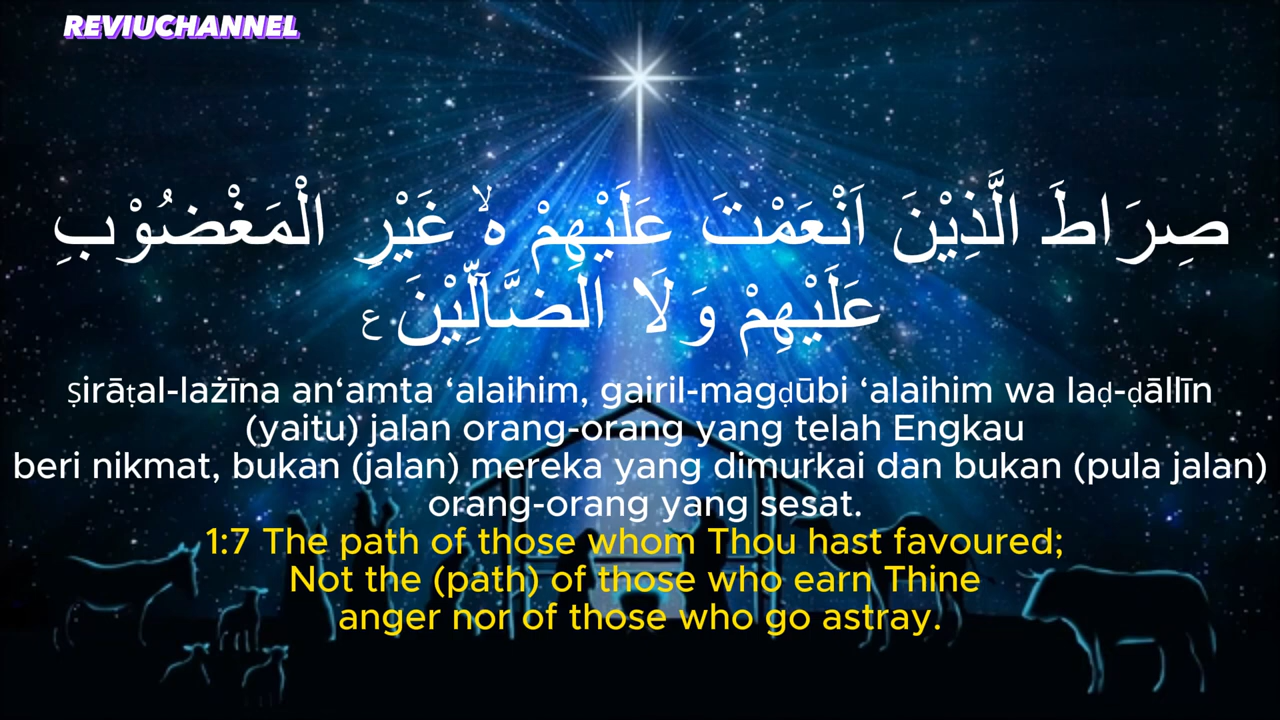 REVIUCHANNEL
صِرَاطَ الَّذِيْنَ اَنْعَمْتَ عَلَيْهِمْ ەۙ غَيْرِ الْمَغْضُوْبِ
عَلَيْهِمْ وَلَا الضَّاۤلِّيْنَ ࣖ
Ṣirāṭal-lażīna an‘amta ‘alaihim, gairil-magḍūbi ‘alaihim wa laḍ-ḍāllīn
(yaitu) jalan orang-orang yang telah Engkau
beri nikmat, bukan (jalan) mereka yang dimurkai dan bukan (pula jalan)
orang-orang yang sesat.
1:7 The path of those whom Thou hast favoured;
Not the (path) of those who earn Thine
anger nor of those who go astray.